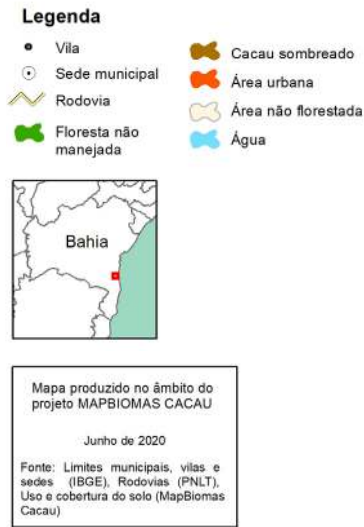 Legenda
Vila
Sede municipal
Rodovia
Floresta não
manejada
Cacau sombreado
Área urbana
Área não florestada
Água
Bahia
Mapa produzido no âmbito do
projeto MAPBIOMAS CACAU
Junho de 2020
Fonte: Limites municipais, vilas e
sedes (IBGE), Rodovias (PNLT),
Uso e cobertura do solo (MapBiomas
Cacau)